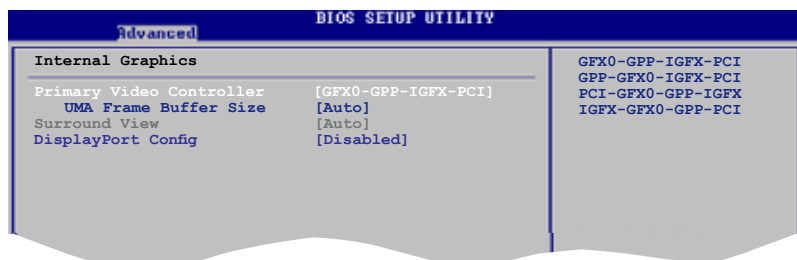 BIOS SETUP UTILITY
Advanced
Internal Graphics
Primary Video Controller [GFX0-GPP-IGFX-PCI]
UMA Frame Buffer Size [Auto]
Surround View [Auto]
DisplayPort Config [Disabled]
GFX0-GPP-IGFX-PCI
GPP-GFX0-IGFX-PCI
PCI-GFX0-GPP-IGFX
IGFX-GFX0-GPP-PCI